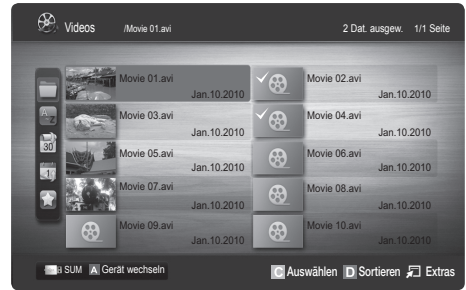 Videos /Movie 01.avi 2 Dat. ausgew. 1/1 Seite
Movie 01.avi Movie 02.avi
Jan.10.2010 Jan.10.2010
Movie 03.avi Movie 04.avi
Jan.10.2010 Jan.10.2010
Movie 05.avi Movie 06.avi
Jan.10.2010 Jan.10.2010
Movie 07.avi Movie 08.avi
Jan.10.2010 Jan.10.2010
Movie 09.avi Movie 10.avi
Jan.10.2010 Jan.10.2010
30
1
SUM A Gerät wechseln C Auswählen D Sortieren Extras